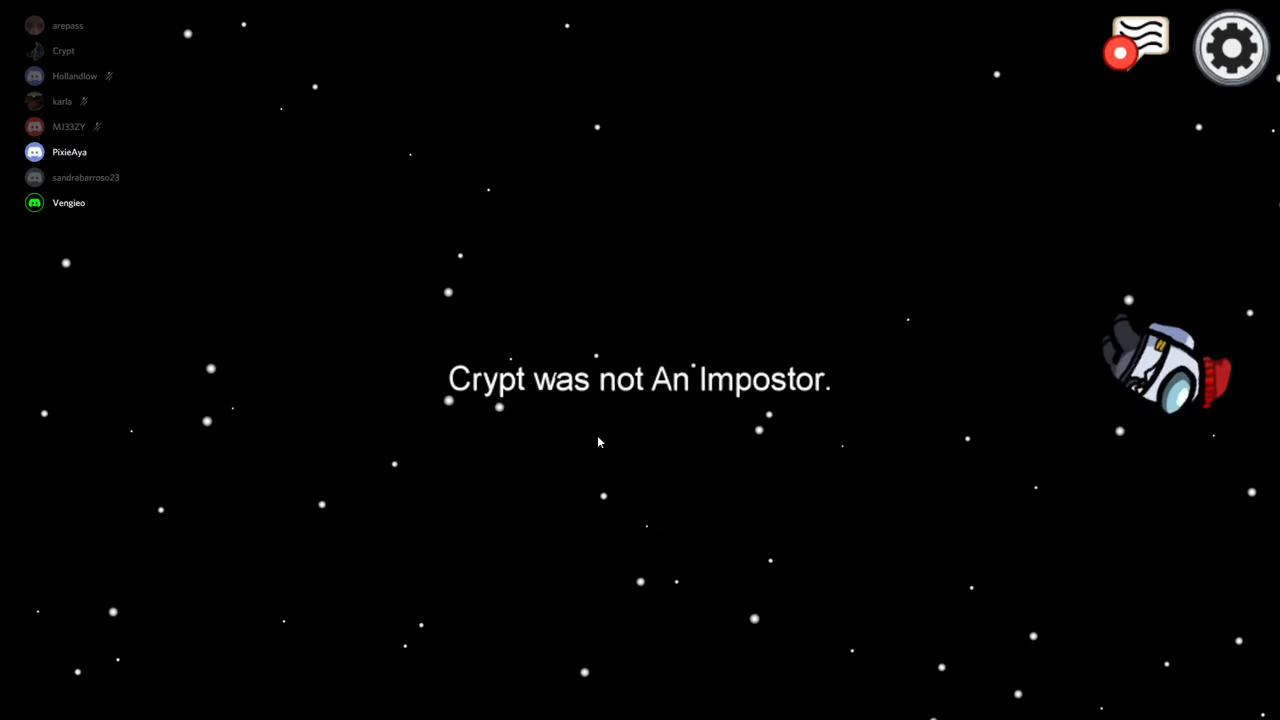 arepass
Crypt
Hollandlow
karla
MJ33ZY
PixieAya
sandrabarroso23
Vengieo
Crypt was not An Impostor.